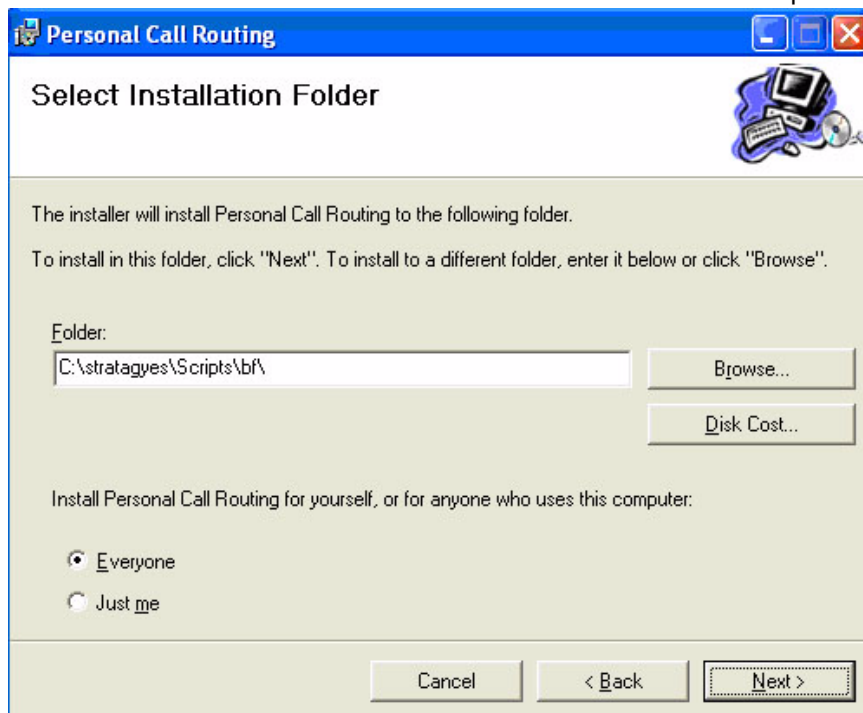 Personal Call Routing
Select Installation Folder
The installer will install Personal Call Routing to the following folder.
To install in this folder, click "Next". To install to a different folder, enter it below or click "Browse".
Folder:
C:\stratagyes\Scripts\bf\
Browse...
Disk Cost...
Install Personal Call Routing for yourself, or for anyone who uses this computer:
Everyone
Just me
Cancel
< Back
Next >